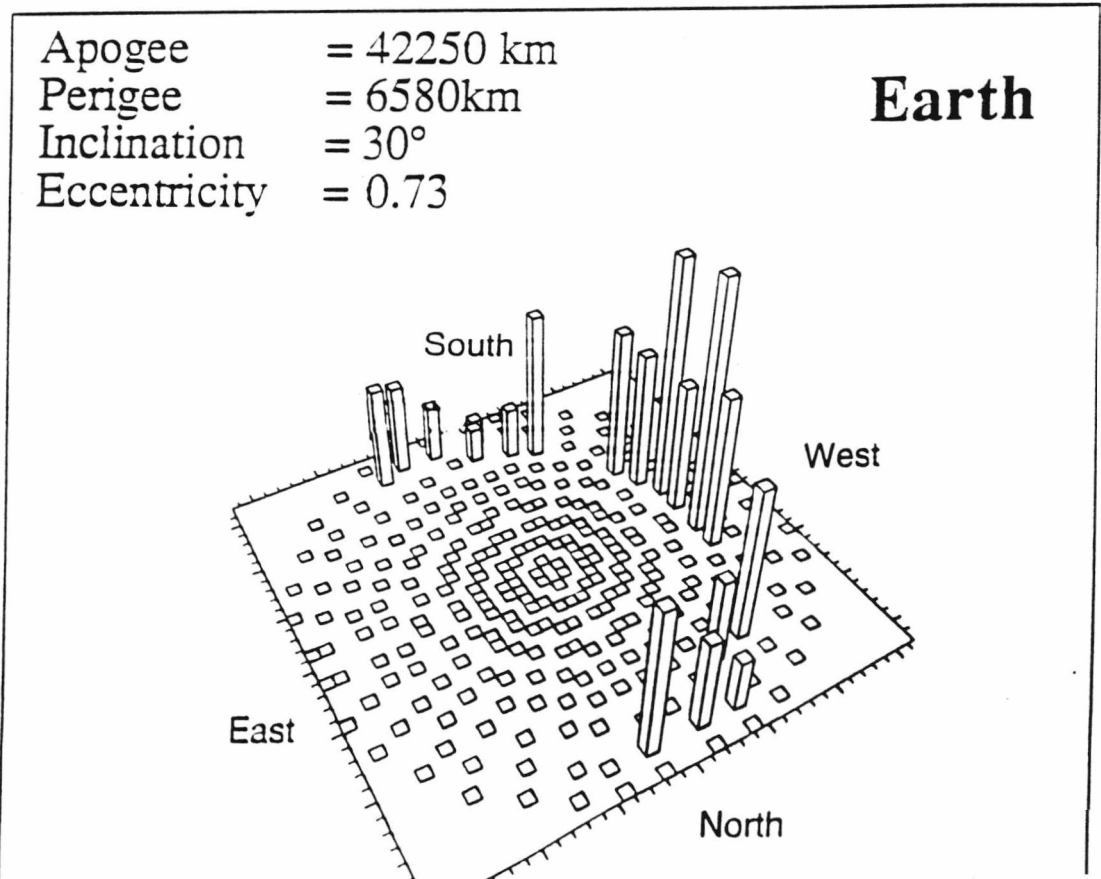 Apogee = 42250 km
Perigee = 6580km
Inclination = 30°
Eccentricity = 0.73
Earth
South
West
East
North